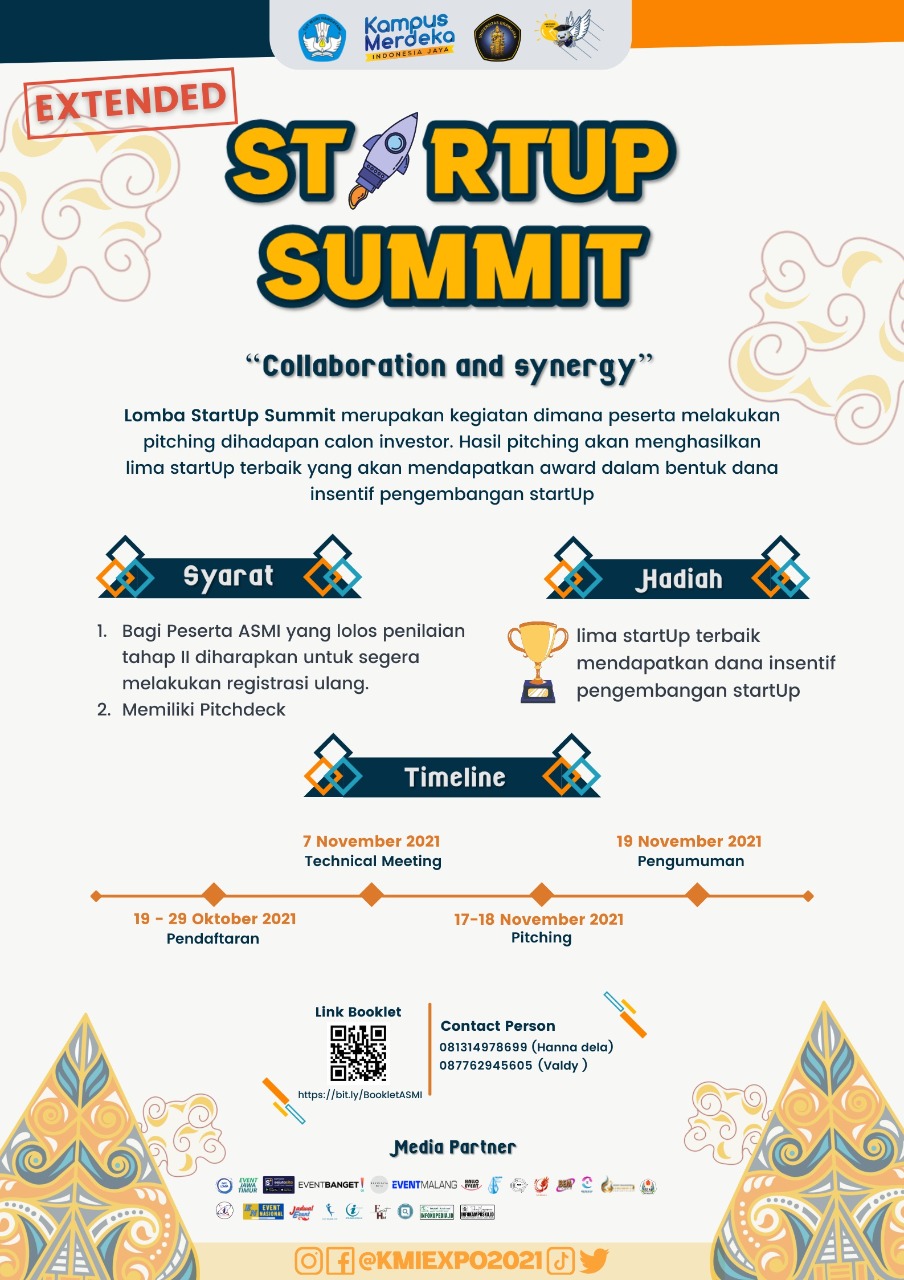 Kampus
Merdeka
INDONESIA JAYA
EXTENDED
STARTUP
SUMMIT
“Collaboration and synergy”
Lomba StartUp Summit merupakan kegiatan dimana peserta melakukan
pitching dihadapan calon investor. Hasil pitching akan menghasilkan
lima startUp terbaik yang akan mendapatkan award dalam bentuk dana
insentif pengembangan startUp
Syarat
1. Bagi Peserta ASMI yang lolos penilaian
tahap II diharapkan untuk segera
melakukan registrasi ulang.
2. Memiliki Pitchdeck
Hadiah
lima startUp terbaik
mendapatkan dana insentif
pengembangan startUp
Timeline
7 November 2021
Technical Meeting
19 November 2021
Pengumuman
19 - 29 Oktober 2021
Pendaftaran
17-18 November 2021
Pitching
Link Booklet
https://bit.ly/BookletASMI
Contact Person
081314978699 (Hanna dela)
087762945605 (Valdy )
Media Partner
EVENT JAWA TIMUR
EVENTBANGET!
EVENTMALANG
EVENT NASIONAL
INFOKOPEDIA.ID
@KMIEXPO2021